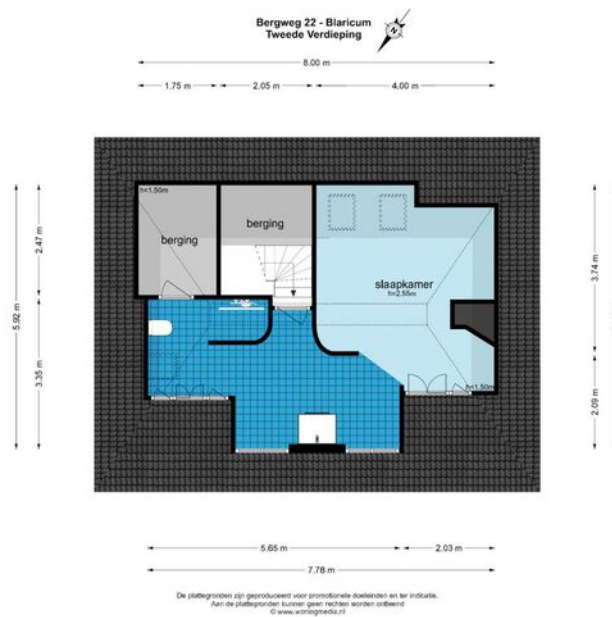 Bergweg 22 - Blaricum
Tweede Verdieping
N
8.00 m
1.75 m 2.05 m 4.00 m
h<1.50m
berging
berging
slaapkamer
h=2.55m
h<1.50m
2.47 m
5.92 m
3.35 m
3.74 m
2.09 m
5.65 m 2.03 m
7.78 m
De plattegronden zijn geproduceerd voor promotionele doeleinden en ter indicatie.
Aan de plattegronden kunnen geen rechten worden ontleend
© www.woningmedia.nl